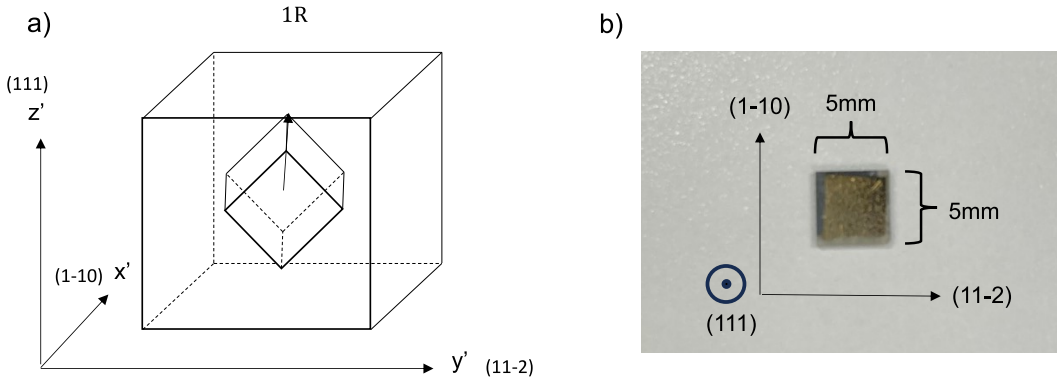 a)
1R
(111)
z'
(1-10) x'
y' (11-2)
b)
(1-10)
5mm
5mm
(11-2)
(111)